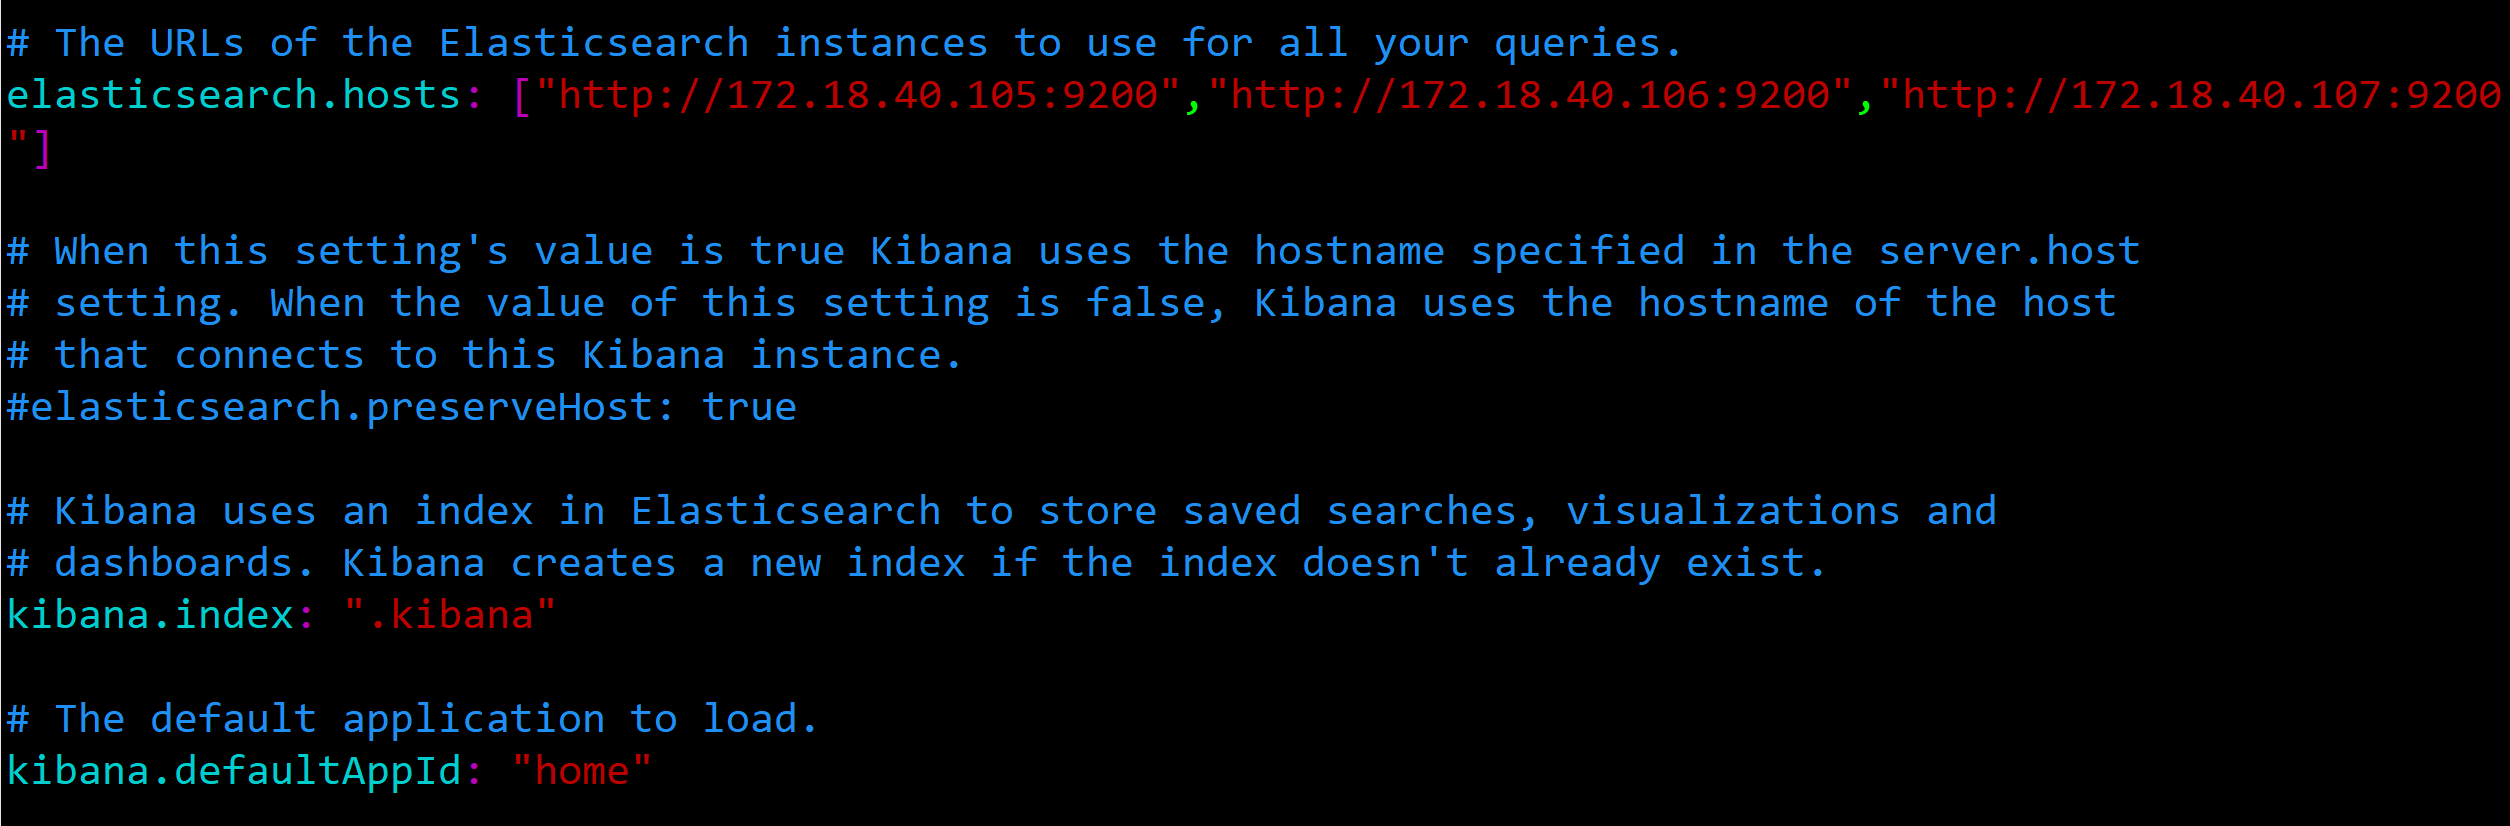 # The URLs of the Elasticsearch instances to use for all your queries.
elasticsearch.hosts: ["http://172.18.40.105:9200","http://172.18.40.106:9200","http://172.18.40.107:9200
"]
# When this setting's value is true Kibana uses the hostname specified in the server.host
# setting. When the value of this setting is false, Kibana uses the hostname of the host
# that connects to this Kibana instance.
#elasticsearch.preserveHost: true
# Kibana uses an index in Elasticsearch to store saved searches, visualizations and
# dashboards. Kibana creates a new index if the index doesn't already exist.
kibana.index: ".kibana"
# The default application to load.
kibana.defaultAppId: "home"